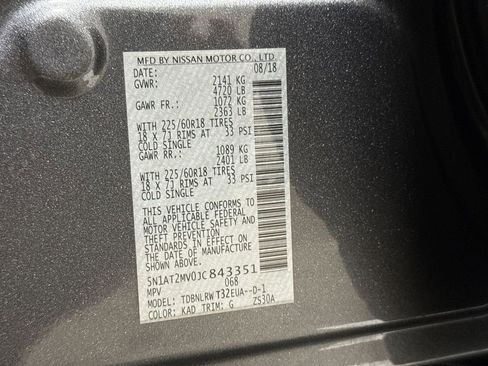 MFD BY NISSAN MOTOR CO., LTD.
DATE: 08/18
GVWR: 2141 KG
4720 LB
GAWR FR.: 1072 KG
2363 LB
WITH 225/60R18 TIRES
18 X 7J RIMS AT 33 PSI
COLD SINGLE
GAWR RR.: 1089 KG
2401 LB
WITH 225/60R18 TIRES
18 X 7J RIMS AT 33 PSI
COLD SINGLE
THIS VEHICLE CONFORMS TO
ALL APPLICABLE FEDERAL
MOTOR VEHICLE SAFETY AND
THEFT PREVENTION
STANDARDS IN EFFECT ON
THE DATE OF MANUFACTURE
SHOWN ABOVE.
5N1AT2MV0JC843351
MPV 068
MODEL: TDBNLRWT32EUA--D-1
COLOR: KAD TRIM: G ZS30A